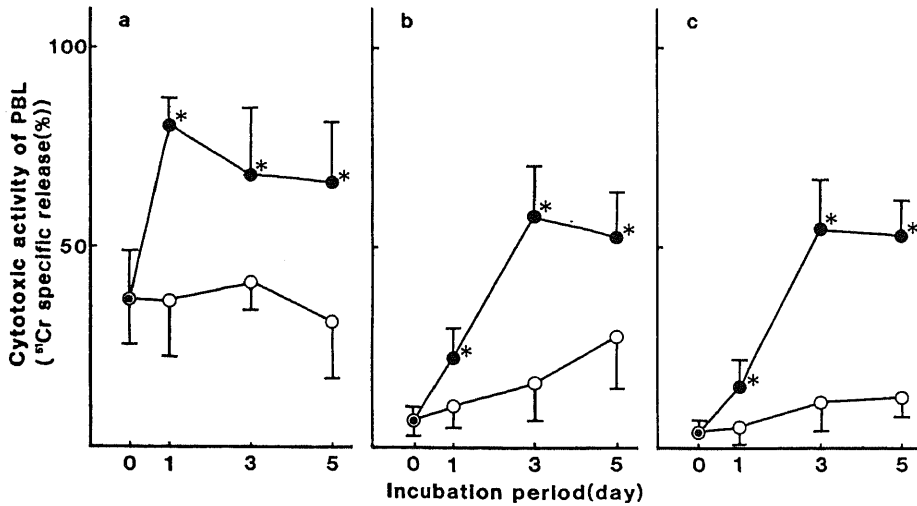 a
b
c
100
50
Cytotoxic activity of PBL
(⁵¹Cr specific release(%))
*
*
*
*
*
*
*
*
*
0 1 3 5
0 1 3 5
0 1 3 5
Incubation period(day)